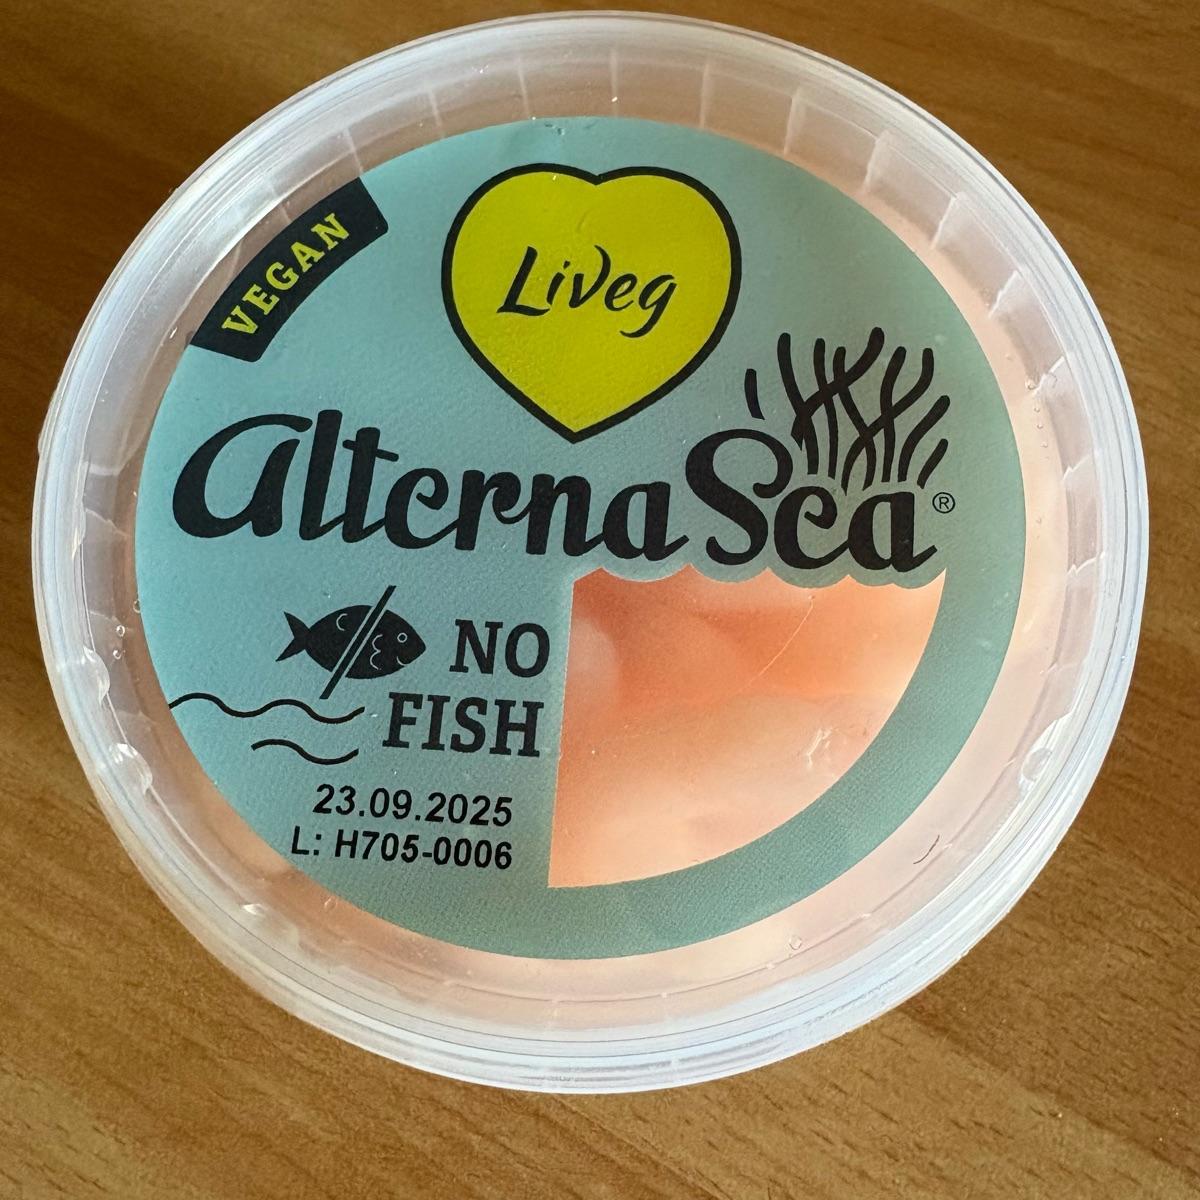 VEGAN
LiVeg
AlternaSea®
NO
FISH
23.09.2025
L: H705-0006